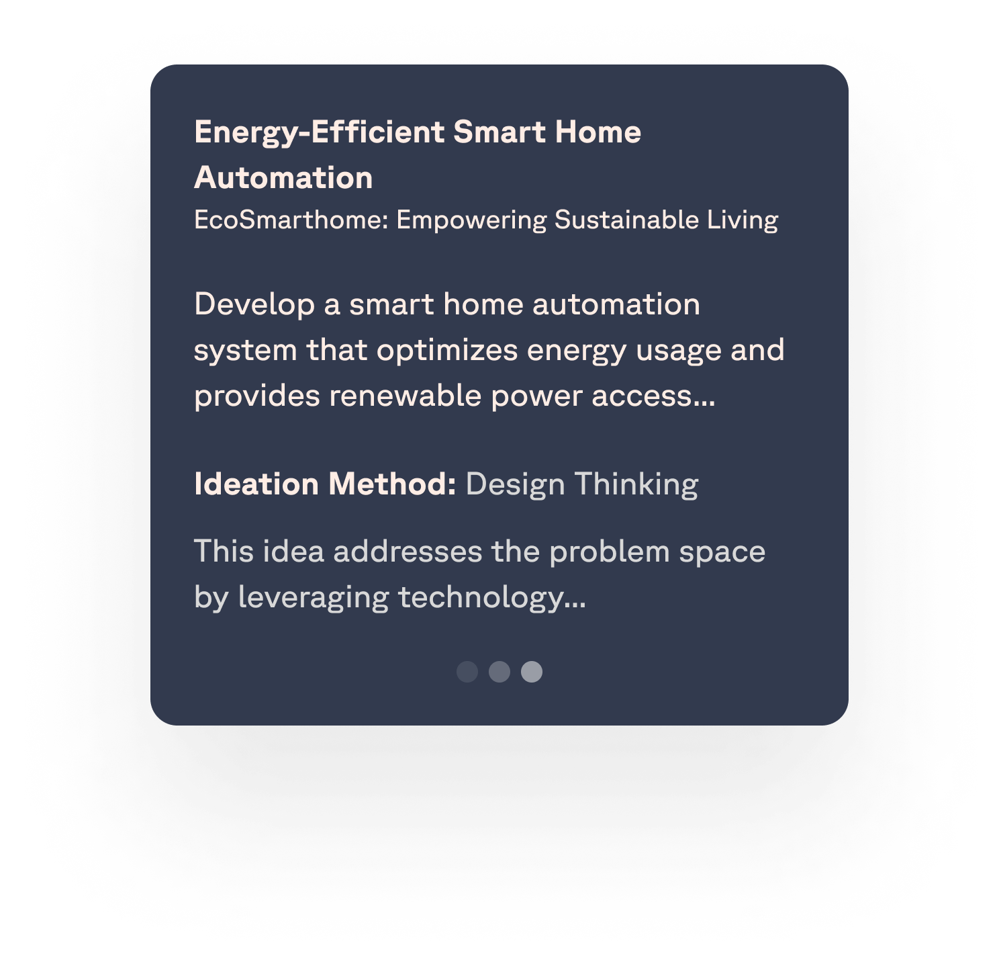 Energy-Efficient Smart Home
Automation
EcoSmarthome: Empowering Sustainable Living
Develop a smart home automation
system that optimizes energy usage and
provides renewable power access...
Ideation Method: Design Thinking
This idea addresses the problem space
by leveraging technology...